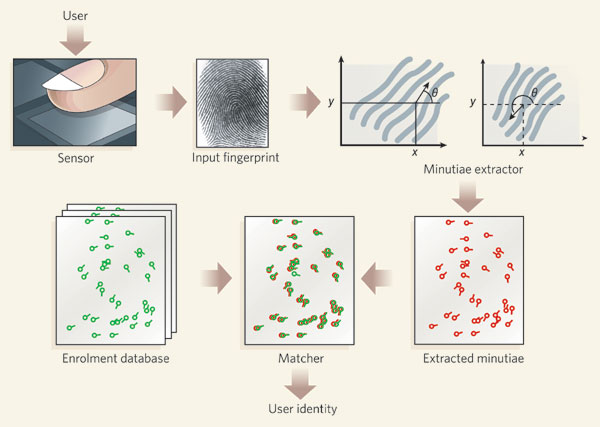 User
Sensor
Input fingerprint
y
x
θ
y
x
θ
Minutiae extractor
Enrolment database
Matcher
Extracted minutiae
User identity